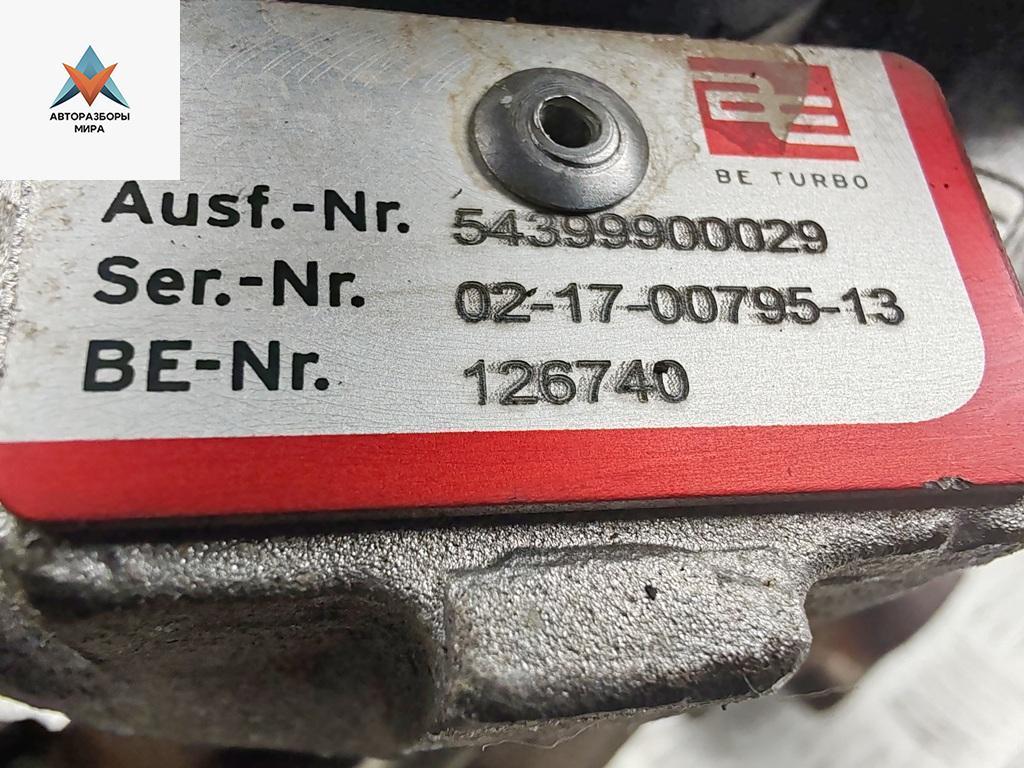 АВТОРАЗБОРЫ
МИРА
BE TURBO
Ausf.-Nr. 54399900029
Ser.-Nr. 02-17-00795-13
BE-Nr. 126740